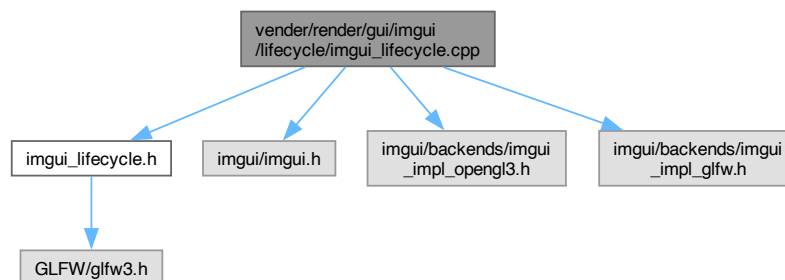 vender/render/gui/imgui
/lifecycle/imgui_lifecycle.cpp
imgui_lifecycle.h
imgui/imgui.h
imgui/backends/imgui
_impl_opengl3.h
imgui/backends/imgui
_impl_glfw.h
GLFW/glfw3.h